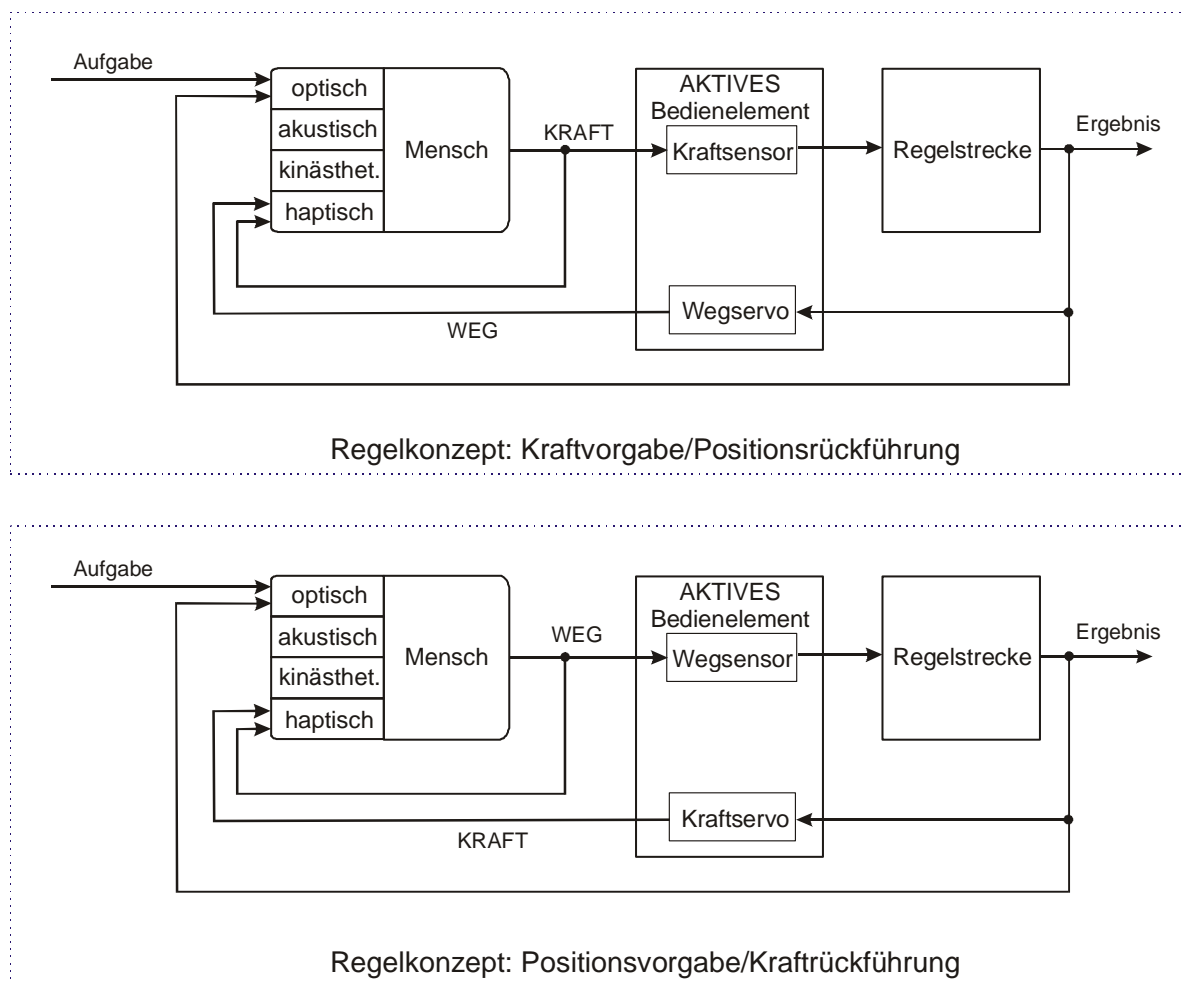 Aufgabe
optisch
akustisch
kinästhet.
haptisch
Mensch
KRAFT
AKTIVES
Bedienelement
Kraftsensor
Regelstrecke
Ergebnis
Wegservo
WEG
Regelkonzept: Kraftvorgabe/Positionsrückführung
Aufgabe
optisch
akustisch
kinästhet.
haptisch
Mensch
WEG
AKTIVES
Bedienelement
Wegsensor
Regelstrecke
Ergebnis
Kraftservo
KRAFT
Regelkonzept: Positionsvorgabe/Kraftrückführung